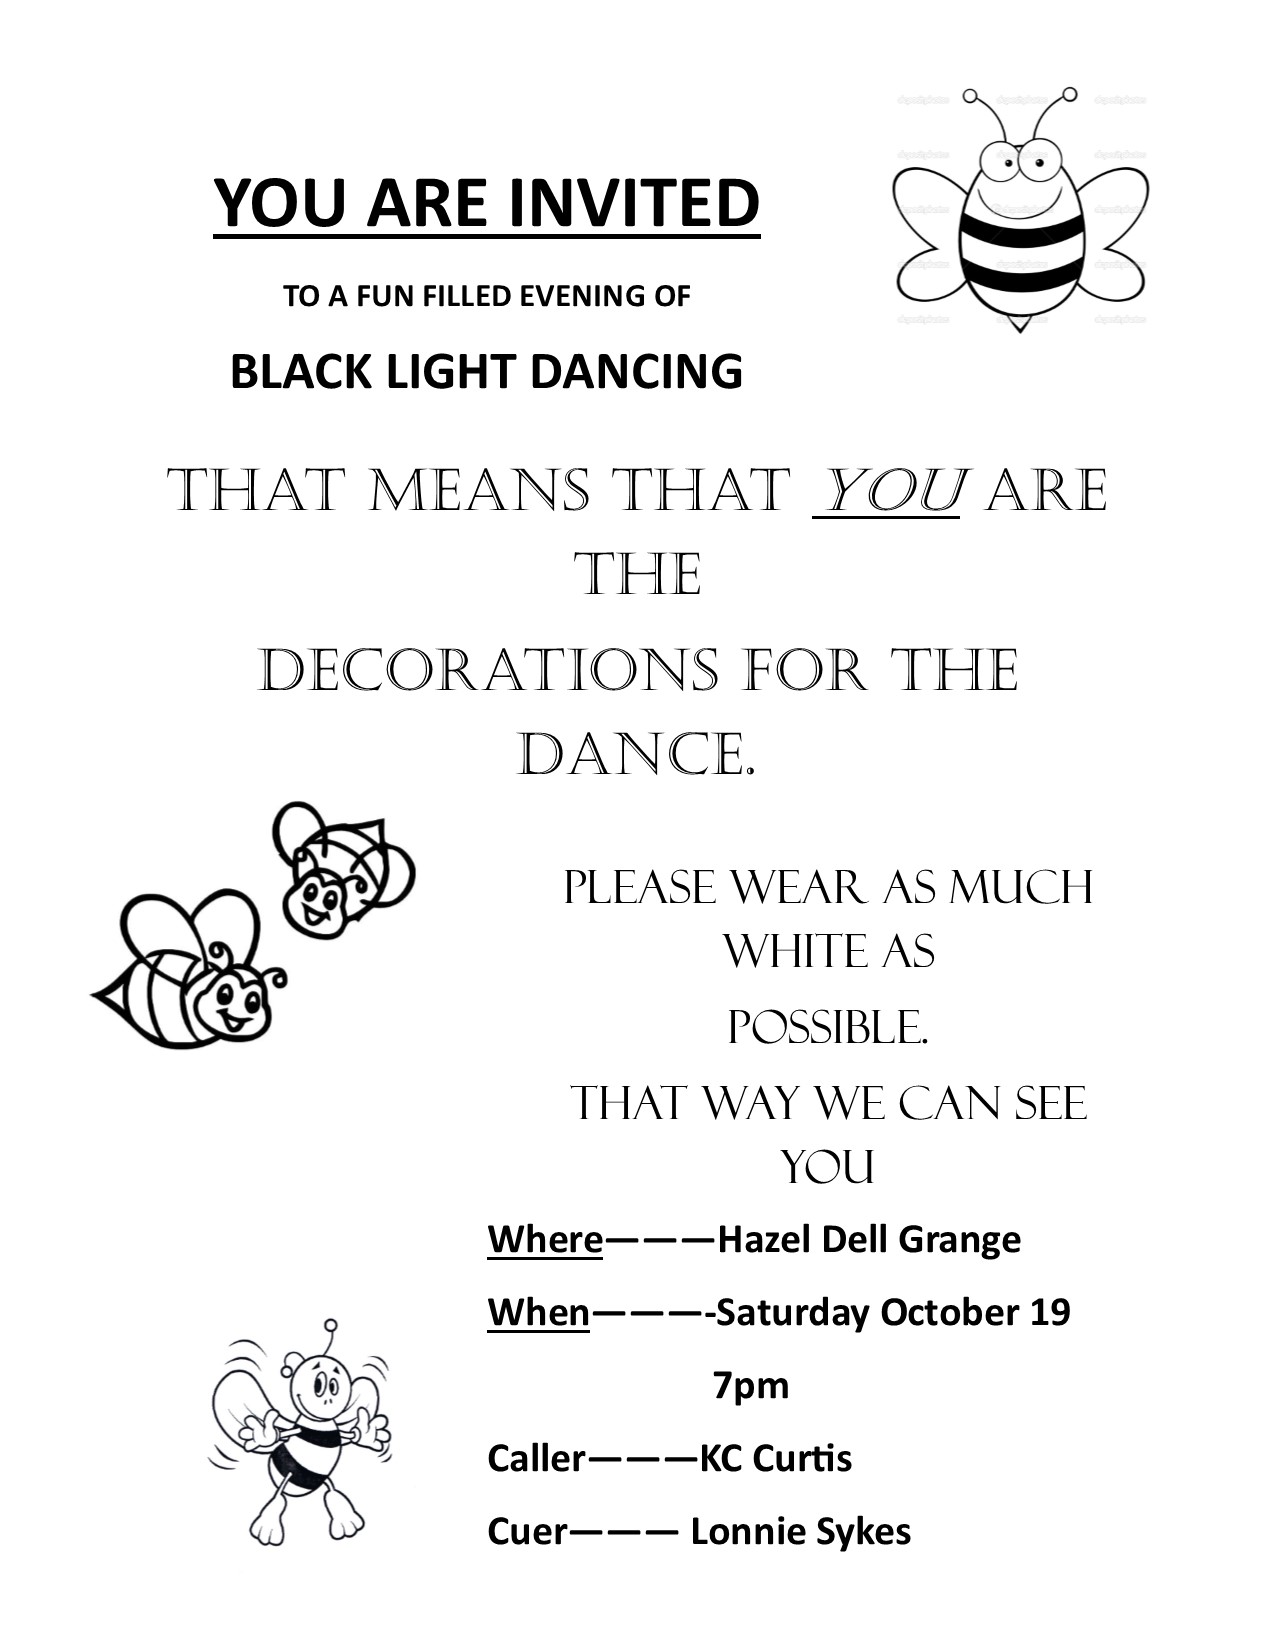 YOU ARE INVITED
TO A FUN FILLED EVENING OF
BLACK LIGHT DANCING
THAT MEANS THAT YOU ARE
THE
DECORATIONS FOR THE
DANCE.
PLEASE WEAR AS MUCH
WHITE AS
POSSIBLE.
THAT WAY WE CAN SEE
YOU
Where———Hazel Dell Grange
When———-Saturday October 19
7pm
Caller———KC Curtis
Cuer——— Lonnie Sykes